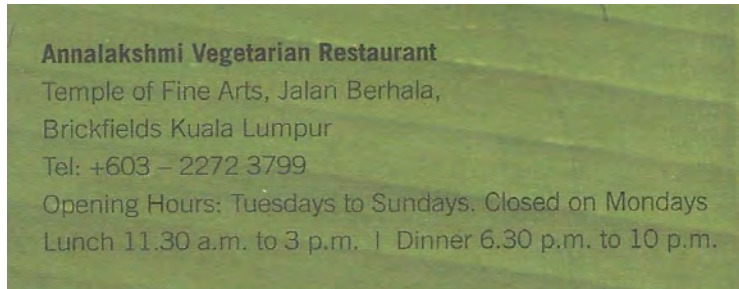 Annalakshmi Vegetarian Restaurant
Temple of Fine Arts, Jalan Berhala,
Brickfields Kuala Lumpur
Tel: +603 – 2272 3799
Opening Hours: Tuesdays to Sundays. Closed on Mondays
Lunch 11.30 a.m. to 3 p.m. | Dinner 6.30 p.m. to 10 p.m.